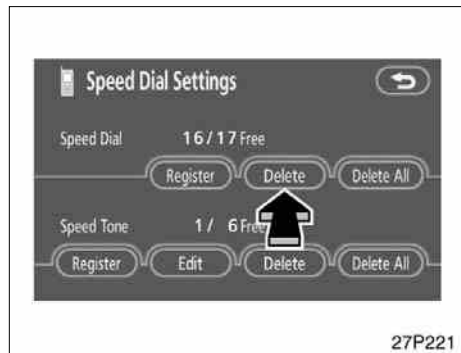 Speed Dial Settings
Speed Dial 16/17 Free
Register Delete Delete All
Speed Tone 1/ 6 Free
Register Edit Delete Delete All
27P221